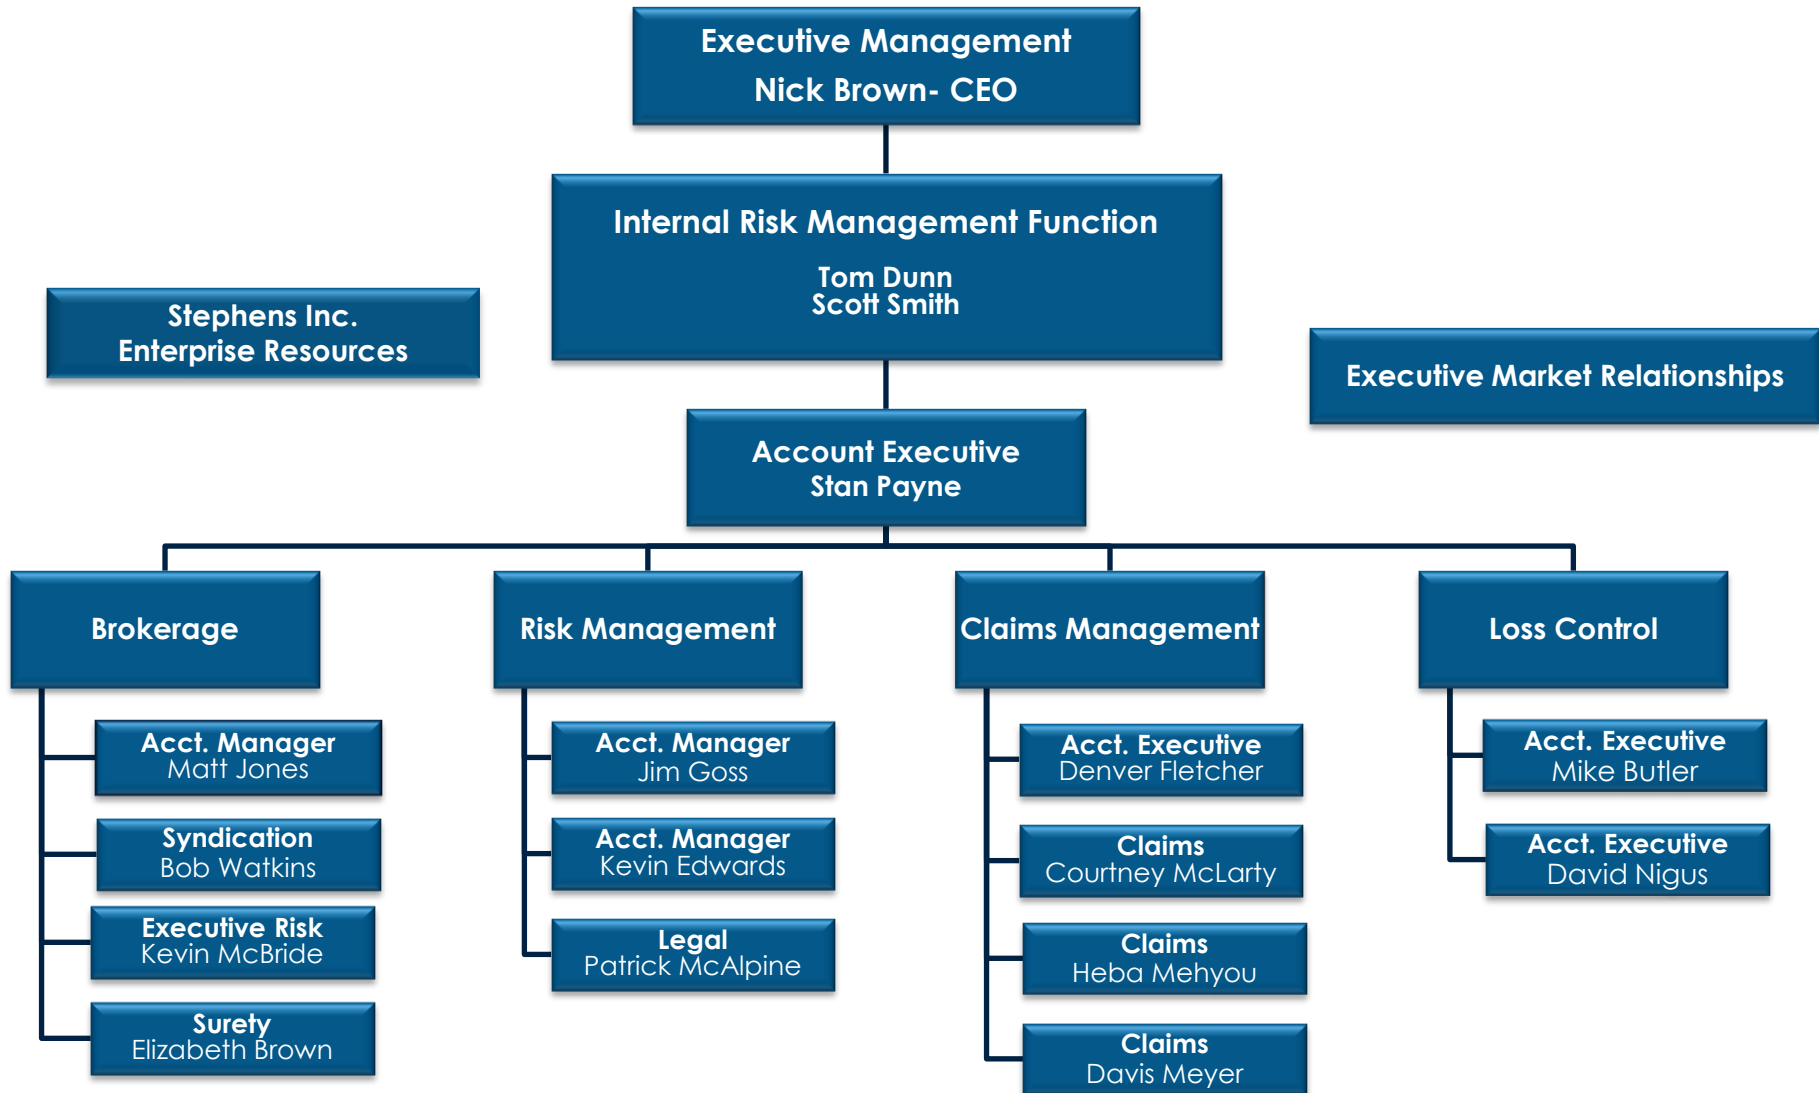 Executive Management
Nick Brown- CEO
Internal Risk Management Function
Tom Dunn
Scott Smith
Stephens Inc.
Enterprise Resources
Executive Market Relationships
Account Executive
Stan Payne
Brokerage
Risk Management
Claims Management
Loss Control
Acct. Manager
Matt Jones
Syndication
Bob Watkins
Executive Risk
Kevin McBride
Surety
Elizabeth Brown
Acct. Manager
Jim Goss
Acct. Manager
Kevin Edwards
Legal
Patrick McAlpine
Acct. Executive
Denver Fletcher
Claims
Courtney McLarty
Claims
Heba Mehyou
Claims
Davis Meyer
Acct. Executive
Mike Butler
Acct. Executive
David Nigus